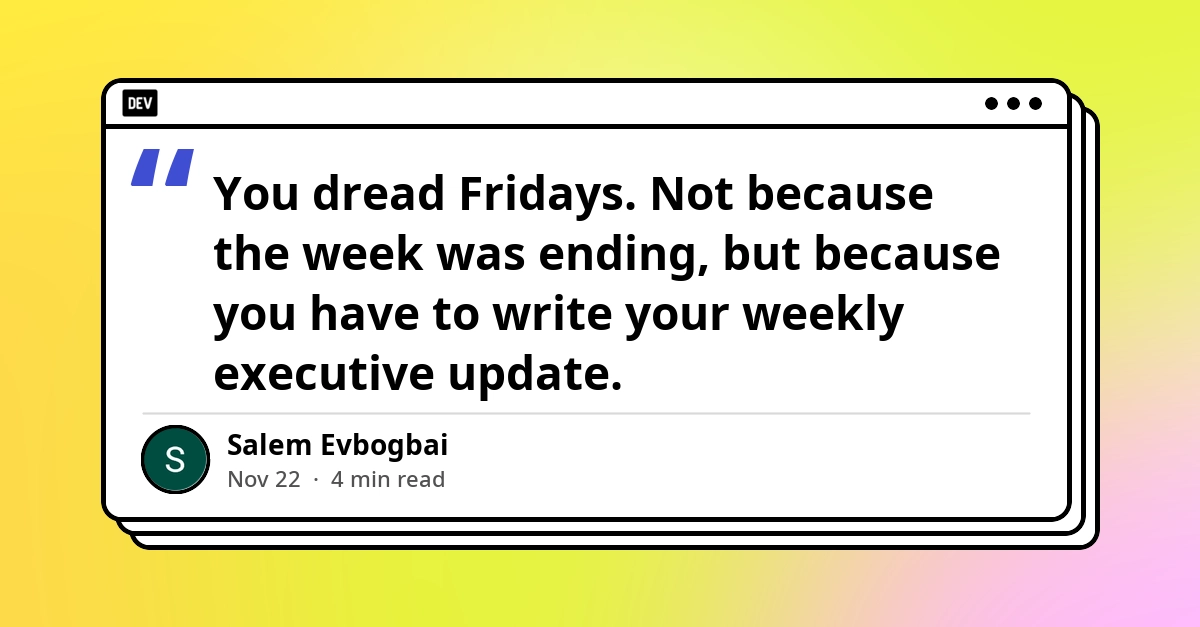 DEV
“
You dread Fridays. Not because
the week was ending, but because
you have to write your weekly
executive update.
S
Salem Evbogbai
Nov 22 · 4 min read